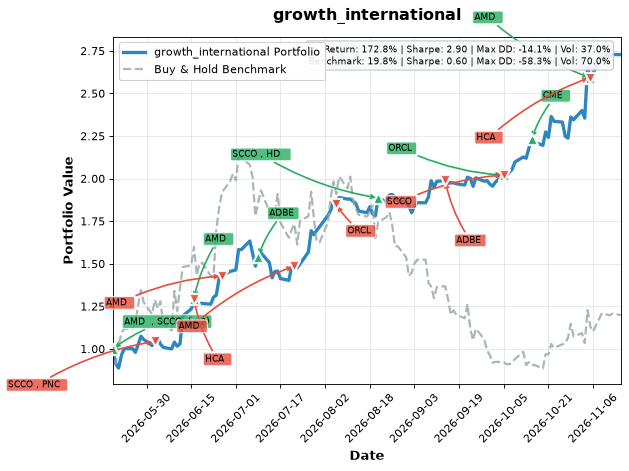 growth_international
AMD
growth_international Portfolio
Buy & Hold Benchmark
Return: 172.8% | Sharpe: 2.90 | Max DD: -14.1% | Vol: 37.0%
Benchmark: 19.8% | Sharpe: 0.60 | Max DD: -58.3% | Vol: 70.0%
Portfolio Value
2.75
2.50
2.25
2.00
1.75
1.50
1.25
1.00
CME
HCA
ORCL
SCCO , HD
SCCO
ADBE
ORCL
AMD
ADBE
AMD
AMD , SCCO
AMD
HCA
AMD
SCCO , PNC
2026-05-30
2026-06-15
2026-07-01
2026-07-17
2026-08-02
2026-08-18
2026-09-03
2026-09-19
2026-10-05
2026-10-21
2026-11-06
Date